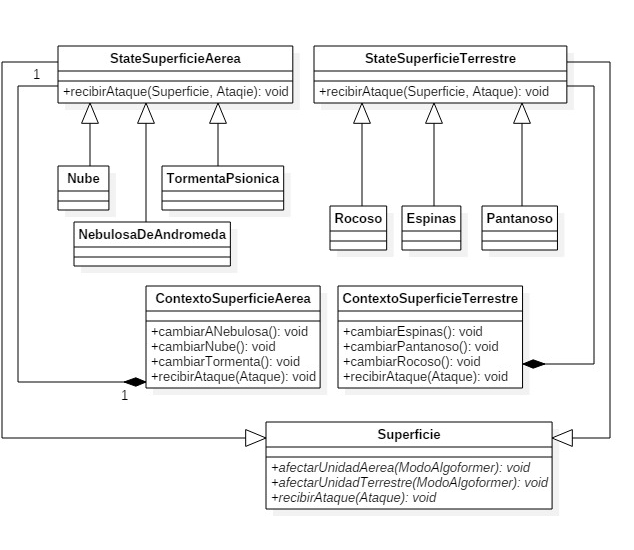 StateSuperficieAerea
+recibirAtaque(Superficie, Ataqie): void
StateSuperficieTerrestre
+recibirAtaque(Superficie, Ataque): void
1
Nube
TormentaPsionica
NebulosaDeAndromeda
Rocoso
Espinas
Pantanoso
ContextoSuperficieAerea
+cambiarANebulosa(): void
+cambiarNube(): void
+cambiarTormenta(): void
+recibirAtaque(Ataque): void
ContextoSuperficieTerrestre
+cambiarEspinas(): void
+cambiarPantanoso(): void
+cambiarRocoso(): void
+recibirAtaque(Ataque): void
1
Superficie
+afectarUnidadAerea(ModoAlgoformer): void
+afectarUnidadTerrestre(ModoAlgoformer): void
+recibirAtaque(Ataque): void